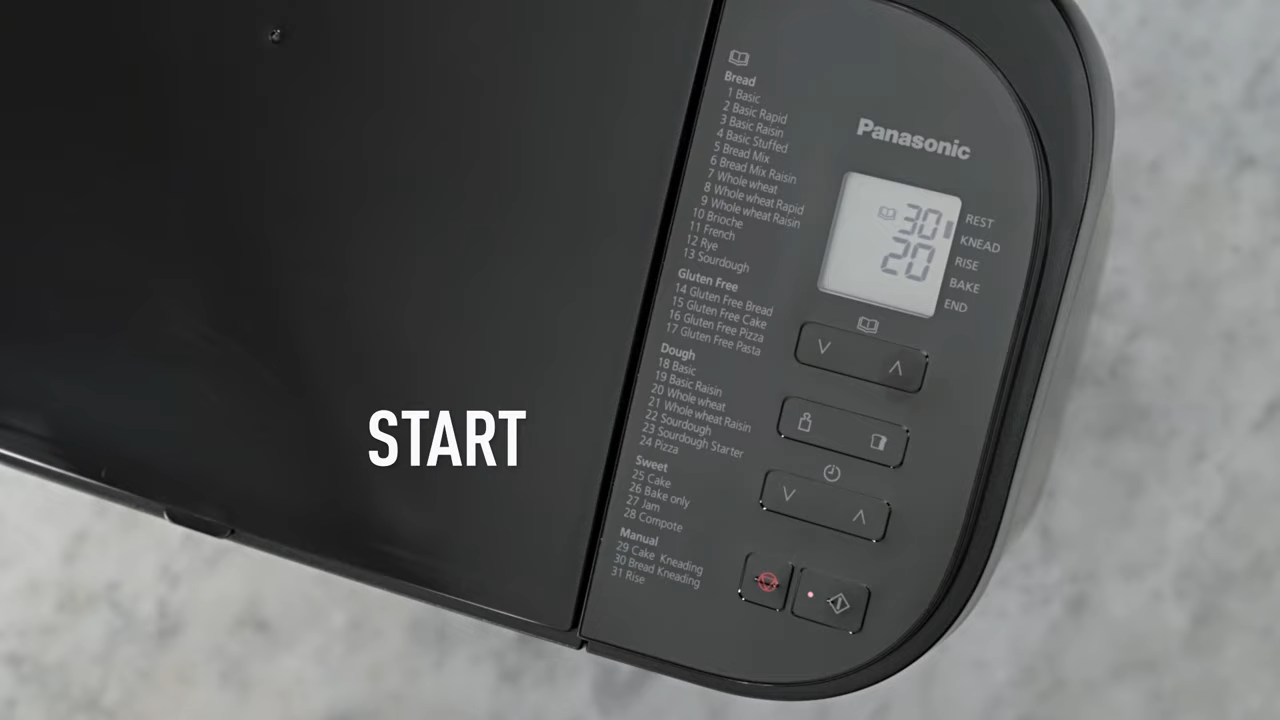 Bread
1 Basic
2 Basic Rapid
3 Basic Raisin
4 Basic Stuffed
5 Bread Mix
6 Bread Mix Raisin
7 Whole wheat
8 Whole wheat Rapid
9 Whole wheat Raisin
10 Brioche
11 French
12 Rye
13 Sourdough
Gluten Free
14 Gluten Free Bread
15 Gluten Free Cake
16 Gluten Free Pizza
17 Gluten Free Pasta
Dough
18 Basic
19 Basic Raisin
20 Whole wheat
21 Whole wheat Raisin
22 Sourdough
23 Sourdough Starter
24 Pizza
Sweet
25 Cake
26 Bake only
27 Jam
28 Compote
Manual
29 Cake Kneading
30 Bread Kneading
31 Rise
Panasonic
30
20
REST
KNEAD
RISE
BAKE
END
START